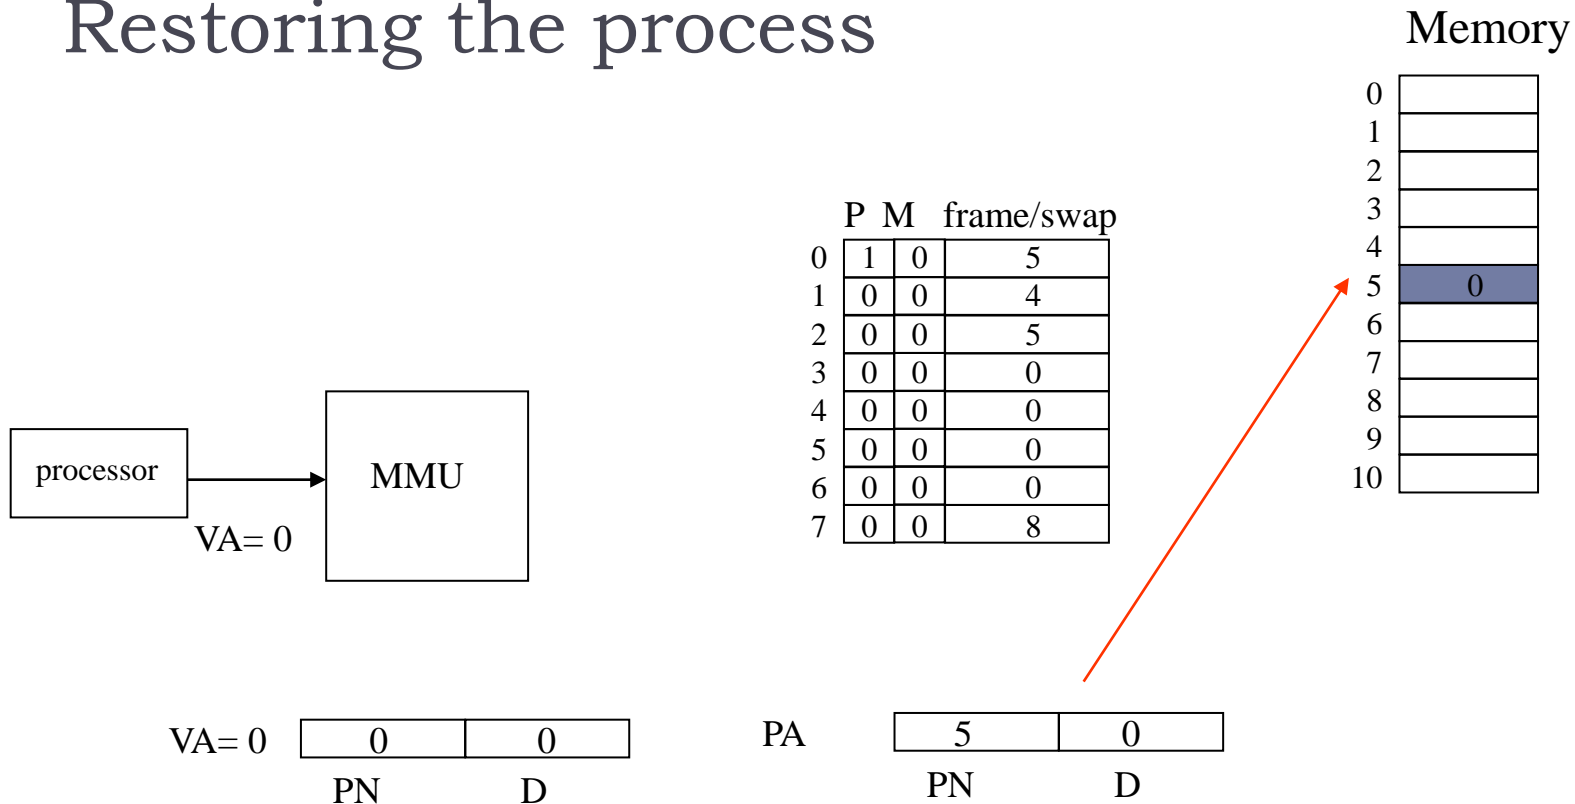 Restoring the process
Memory
0
1
2
3
4
5 0
6
7
8
9
10
P M frame/swap
0 1 0 5
1 0 0 4
2 0 0 5
3 0 0 0
4 0 0 0
5 0 0 0
6 0 0 0
7 0 0 8
processor
MMU
VA= 0
VA= 0 0 0
PN D
PA 5 0
PN D